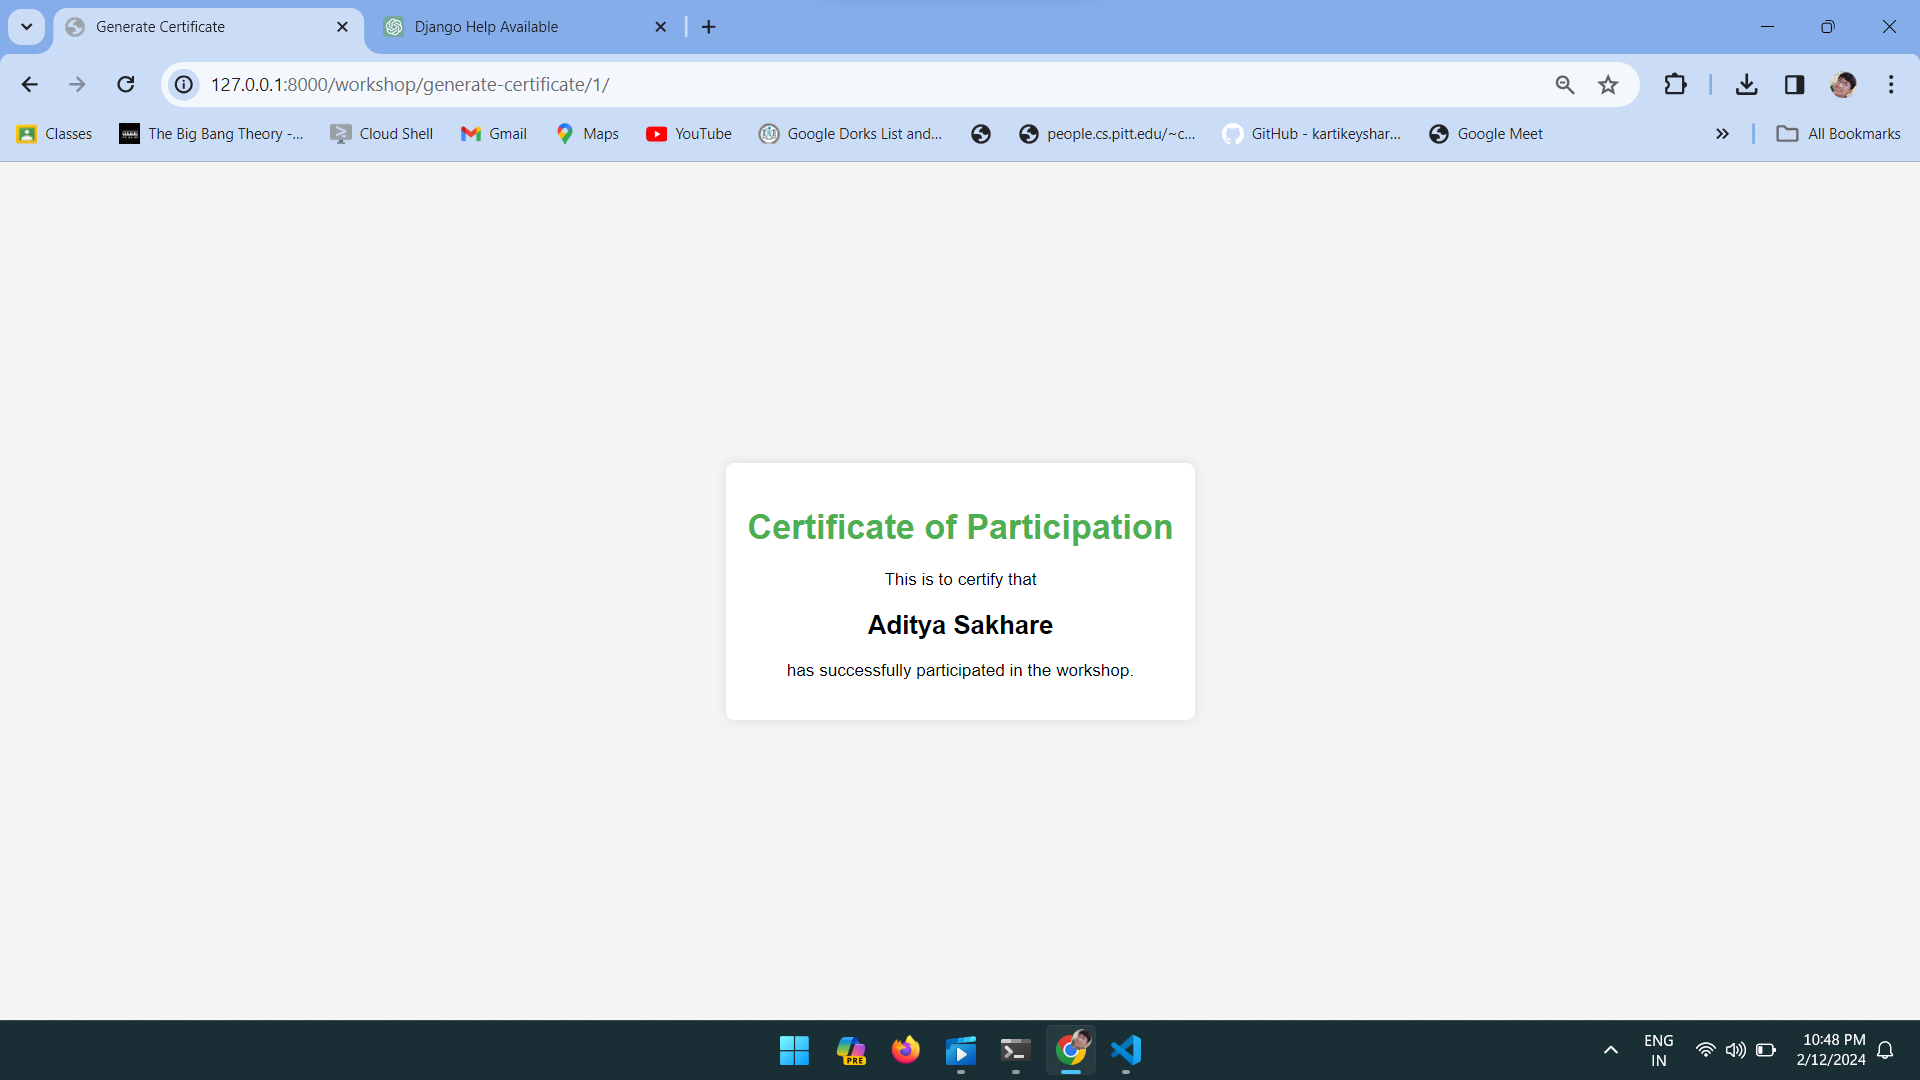 Generate Certificate
Django Help Available
127.0.0.1:8000/workshop/generate-certificate/1/
Classes
The Big Bang Theory -...
Cloud Shell
Gmail
Maps
YouTube
Google Dorks List and...
people.cs.pitt.edu/~c...
GitHub - kartikeyshar...
Google Meet
All Bookmarks
Certificate of Participation
This is to certify that
Aditya Sakhare
has successfully participated in the workshop.
PRE
ENG
IN
10:48 PM
2/12/2024